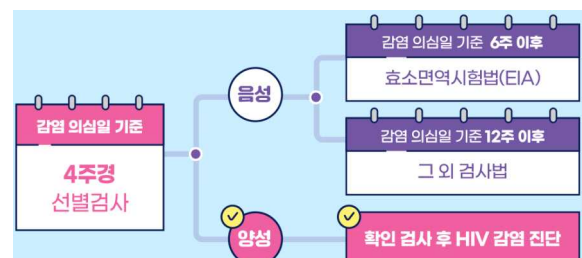 감염 의심일 기준
4주경
선별검사
음성
감염 의심일 기준 6주 이후
효소면역시험법(EIA)
감염 의심일 기준 12주 이후
그 외 검사법
양성
확인 검사 후 HIV 감염 진단